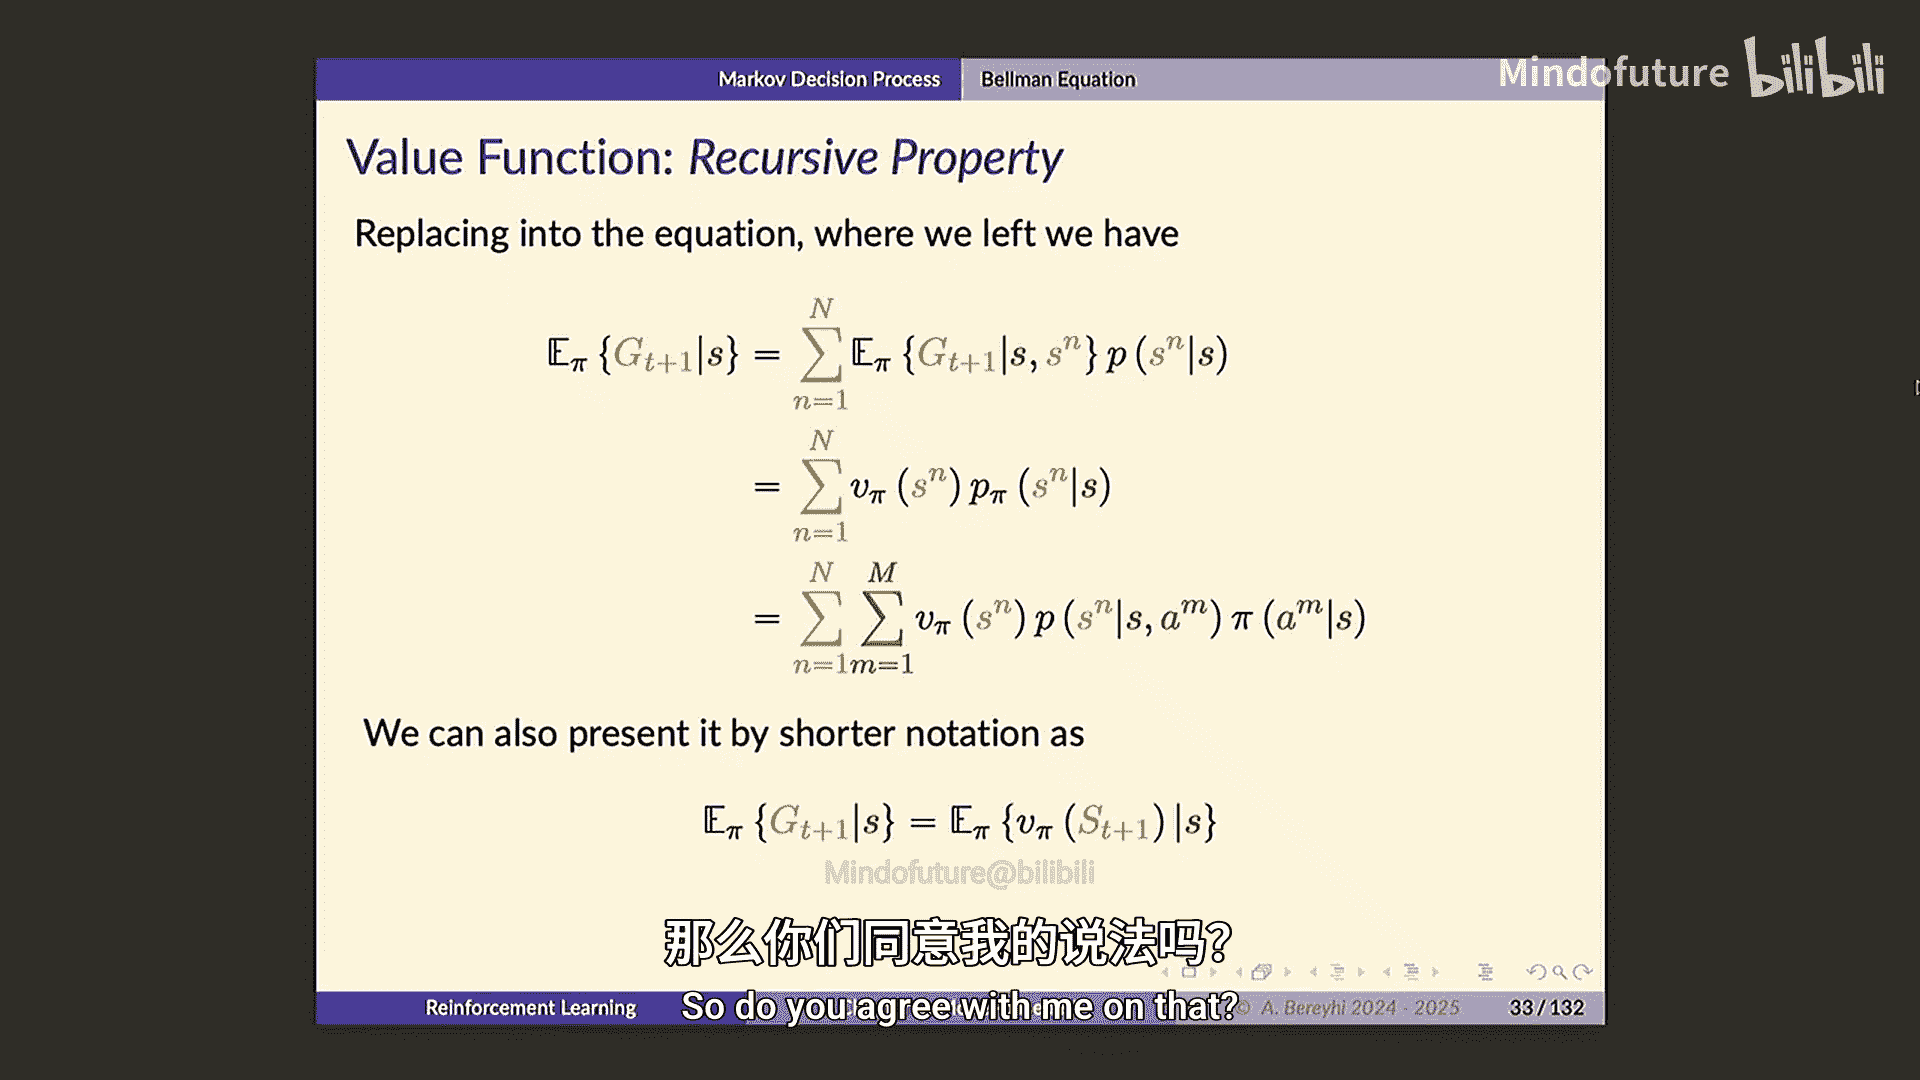 Mindofuture bilibili
Markov Decision Process Bellman Equation
Value Function: Recursive Property
Replacing into the equation, where we left we have
𝔼_π {G_{t+1}|s} = ∑_{n=1}^{N} 𝔼_π {G_{t+1}|s, s^n} p (s^n|s)
= ∑_{n=1}^{N} v_π (s^n) p_π (s^n|s)
= ∑_{n=1}^{N} ∑_{m=1}^{M} v_π (s^n) p (s^n|s, a^m) π (a^m|s)
We can also present it by shorter notation as
𝔼_π {G_{t+1}|s} = 𝔼_π {v_π (S_{t+1}) |s}
Mindofuture@bilibili
那么你们同意我的说法吗?
So do you agree with me on that?
Reinforcement Learning © A. Bereyhi 2024 - 2025 33 / 132